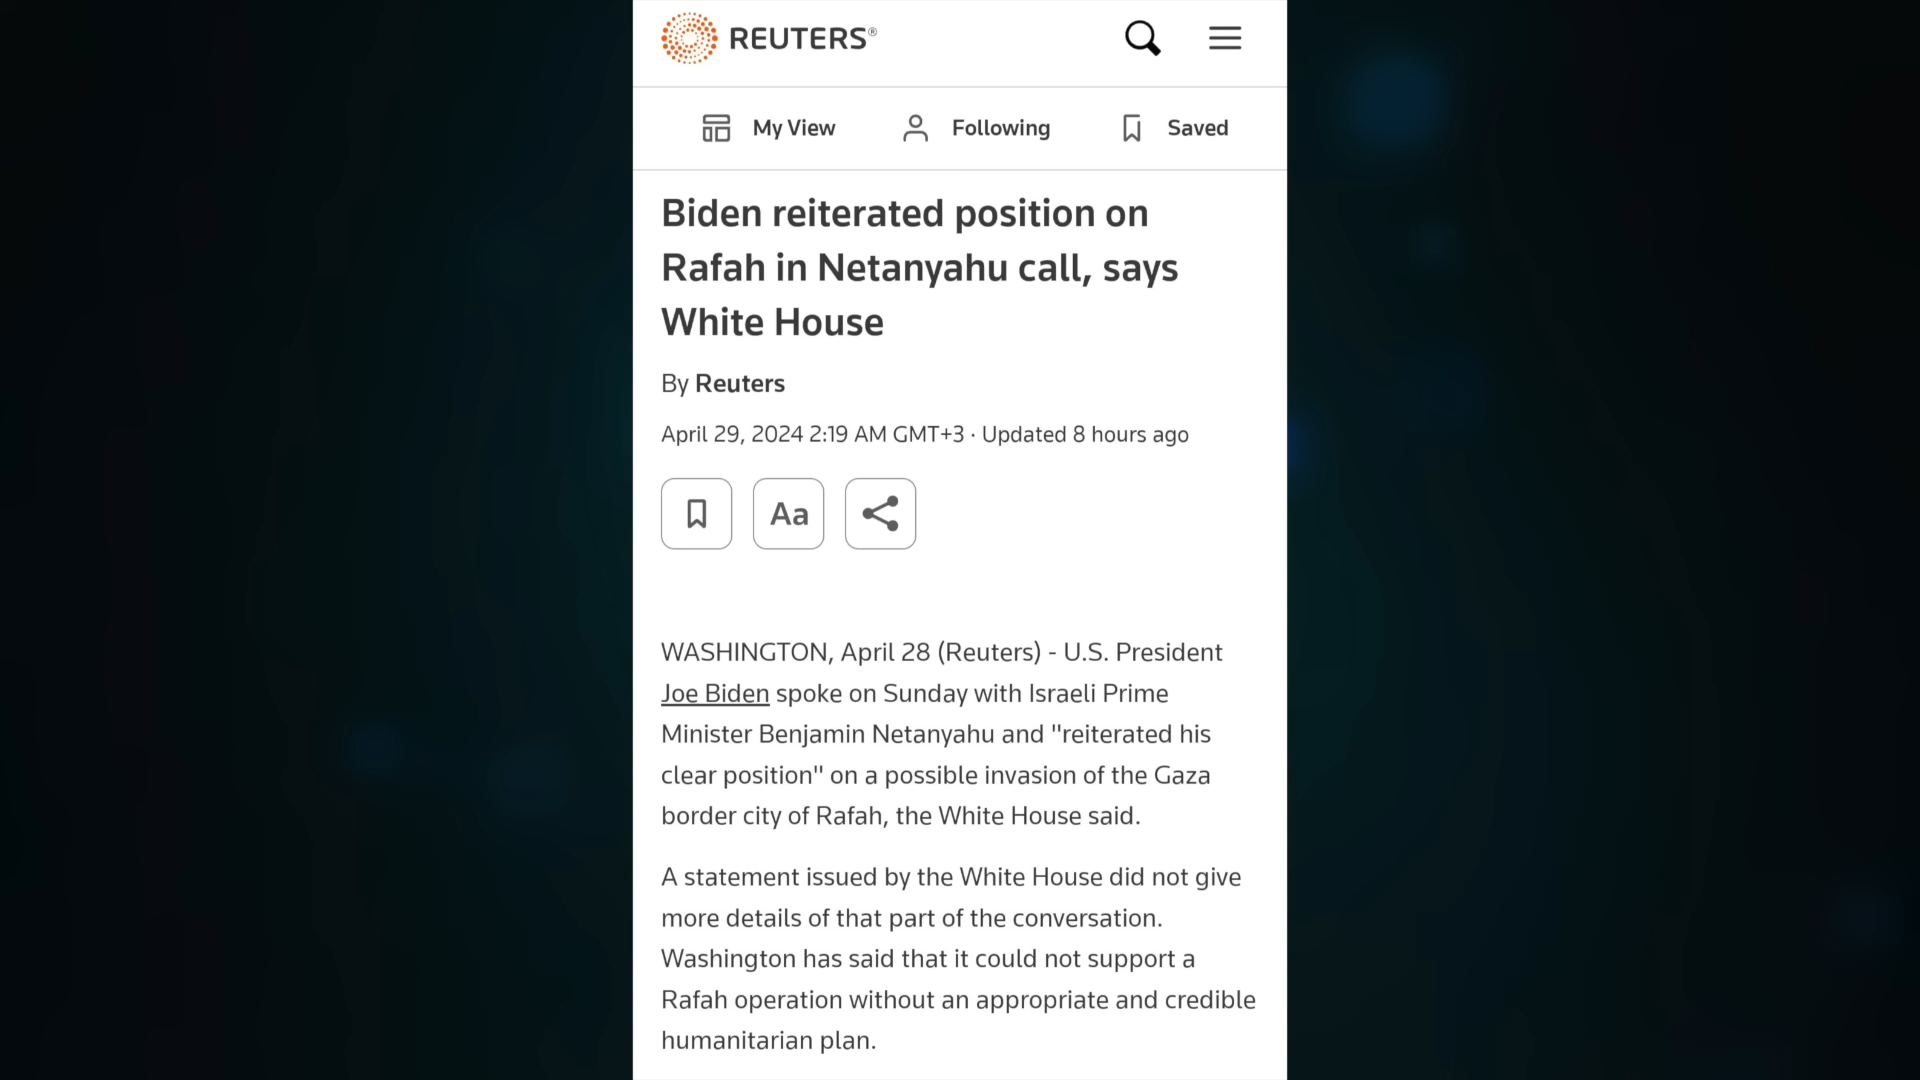 REUTERS®
My View
Following
Saved
Biden reiterated position on
Rafah in Netanyahu call, says
White House
By Reuters
April 29, 2024 2:19 AM GMT+3 · Updated 8 hours ago
Aa
WASHINGTON, April 28 (Reuters) - U.S. President
Joe Biden spoke on Sunday with Israeli Prime
Minister Benjamin Netanyahu and "reiterated his
clear position" on a possible invasion of the Gaza
border city of Rafah, the White House said.
A statement issued by the White House did not give
more details of that part of the conversation.
Washington has said that it could not support a
Rafah operation without an appropriate and credible
humanitarian plan.